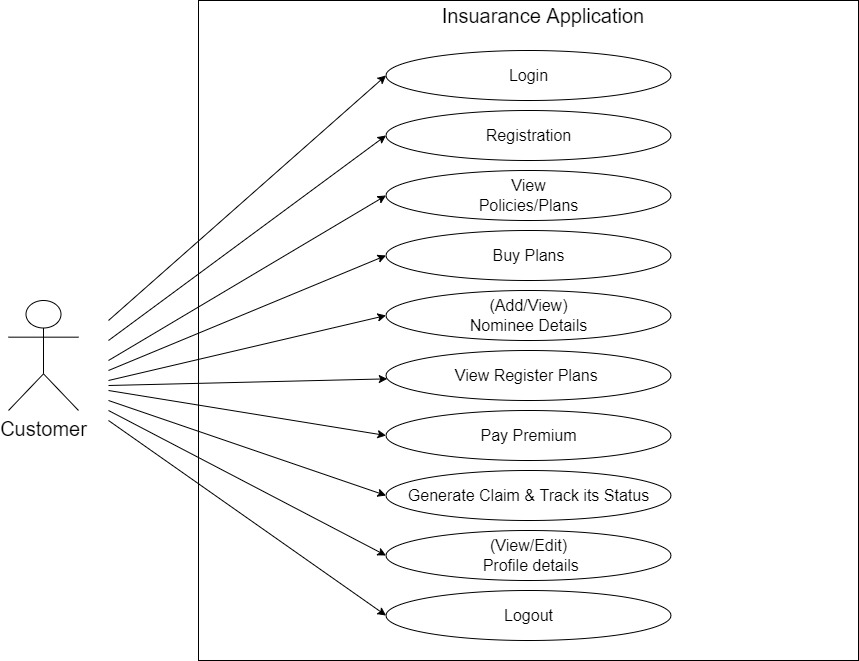 Insuarance Application
Login
Registration
View
Policies/Plans
Buy Plans
(Add/View)
Nominee Details
View Register Plans
Pay Premium
Generate Claim & Track its Status
(View/Edit)
Profile details
Logout
Customer